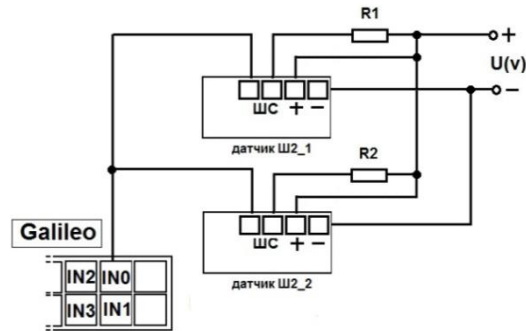 R1
+
U(v)
−
ШС + −
датчик Ш2_1
R2
ШС + −
датчик Ш2_2
Galileo
IN2 IN0
IN3 IN1